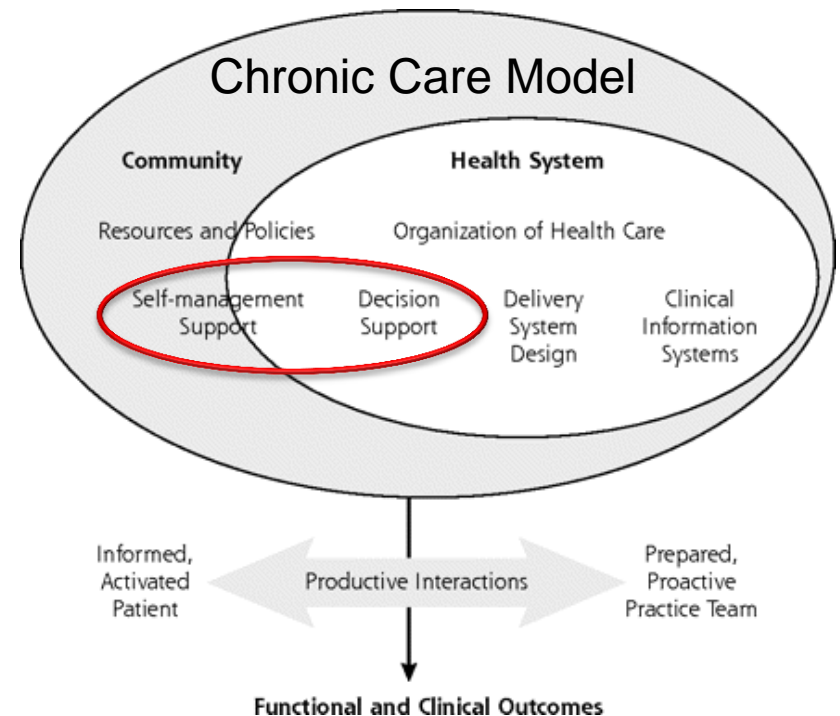 Chronic Care Model
Community
Health System
Resources and Policies
Organization of Health Care
Self-management
Support
Decision
Support
Delivery
System
Design
Clinical
Information
Systems
Informed,
Activated
Patient
Productive Interactions
Prepared,
Proactive
Practice Team
Functional and Clinical Outcomes